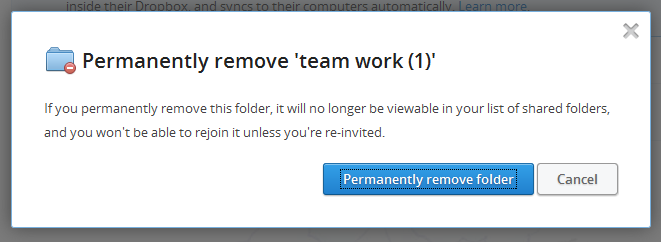 inside their Dropbox, and syncs to their computers automatically. Learn more.
Permanently remove 'team work (1)'
If you permanently remove this folder, it will no longer be viewable in your list of shared folders,
and you won't be able to rejoin it unless you're re-invited.
Permanently remove folder
Cancel